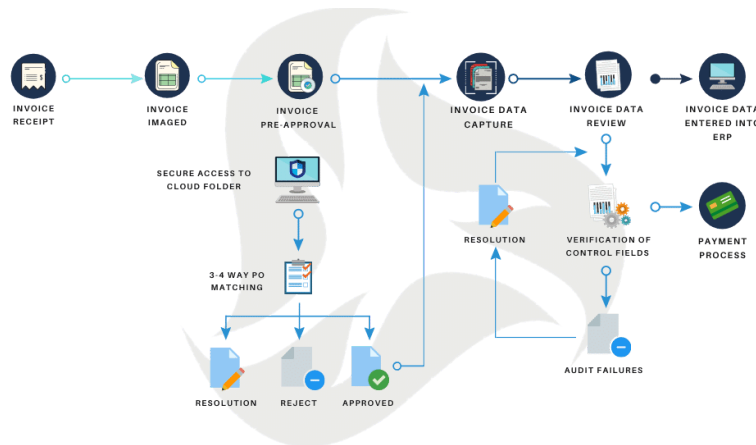 INVOICE
RECEIPT
INVOICE
IMAGED
INVOICE
PRE-APPROVAL
INVOICE DATA
CAPTURE
INVOICE DATA
REVIEW
INVOICE DATA
ENTERED INTO
ERP
SECURE ACCESS TO
CLOUD FOLDER
3-4 WAY PO
MATCHING
RESOLUTION
REJECT
APPROVED
RESOLUTION
VERIFICATION OF
CONTROL FIELDS
PAYMENT
PROCESS
AUDIT FAILURES